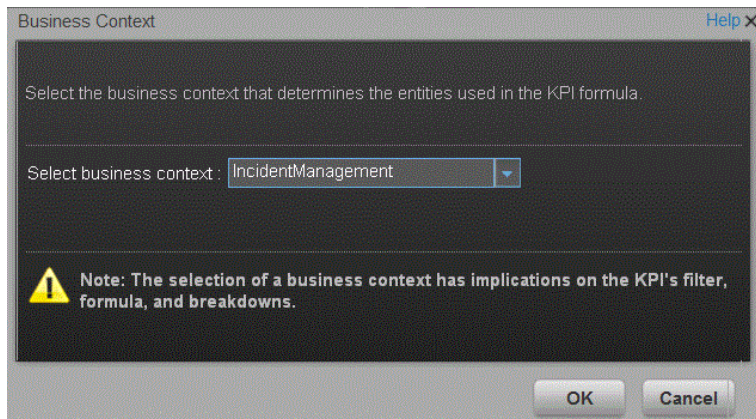 Business Context Help X
Select the business context that determines the entities used in the KPI formula.
Select business context : IncidentManagement
Note: The selection of a business context has implications on the KPI's filter,
formula, and breakdowns.
OK Cancel